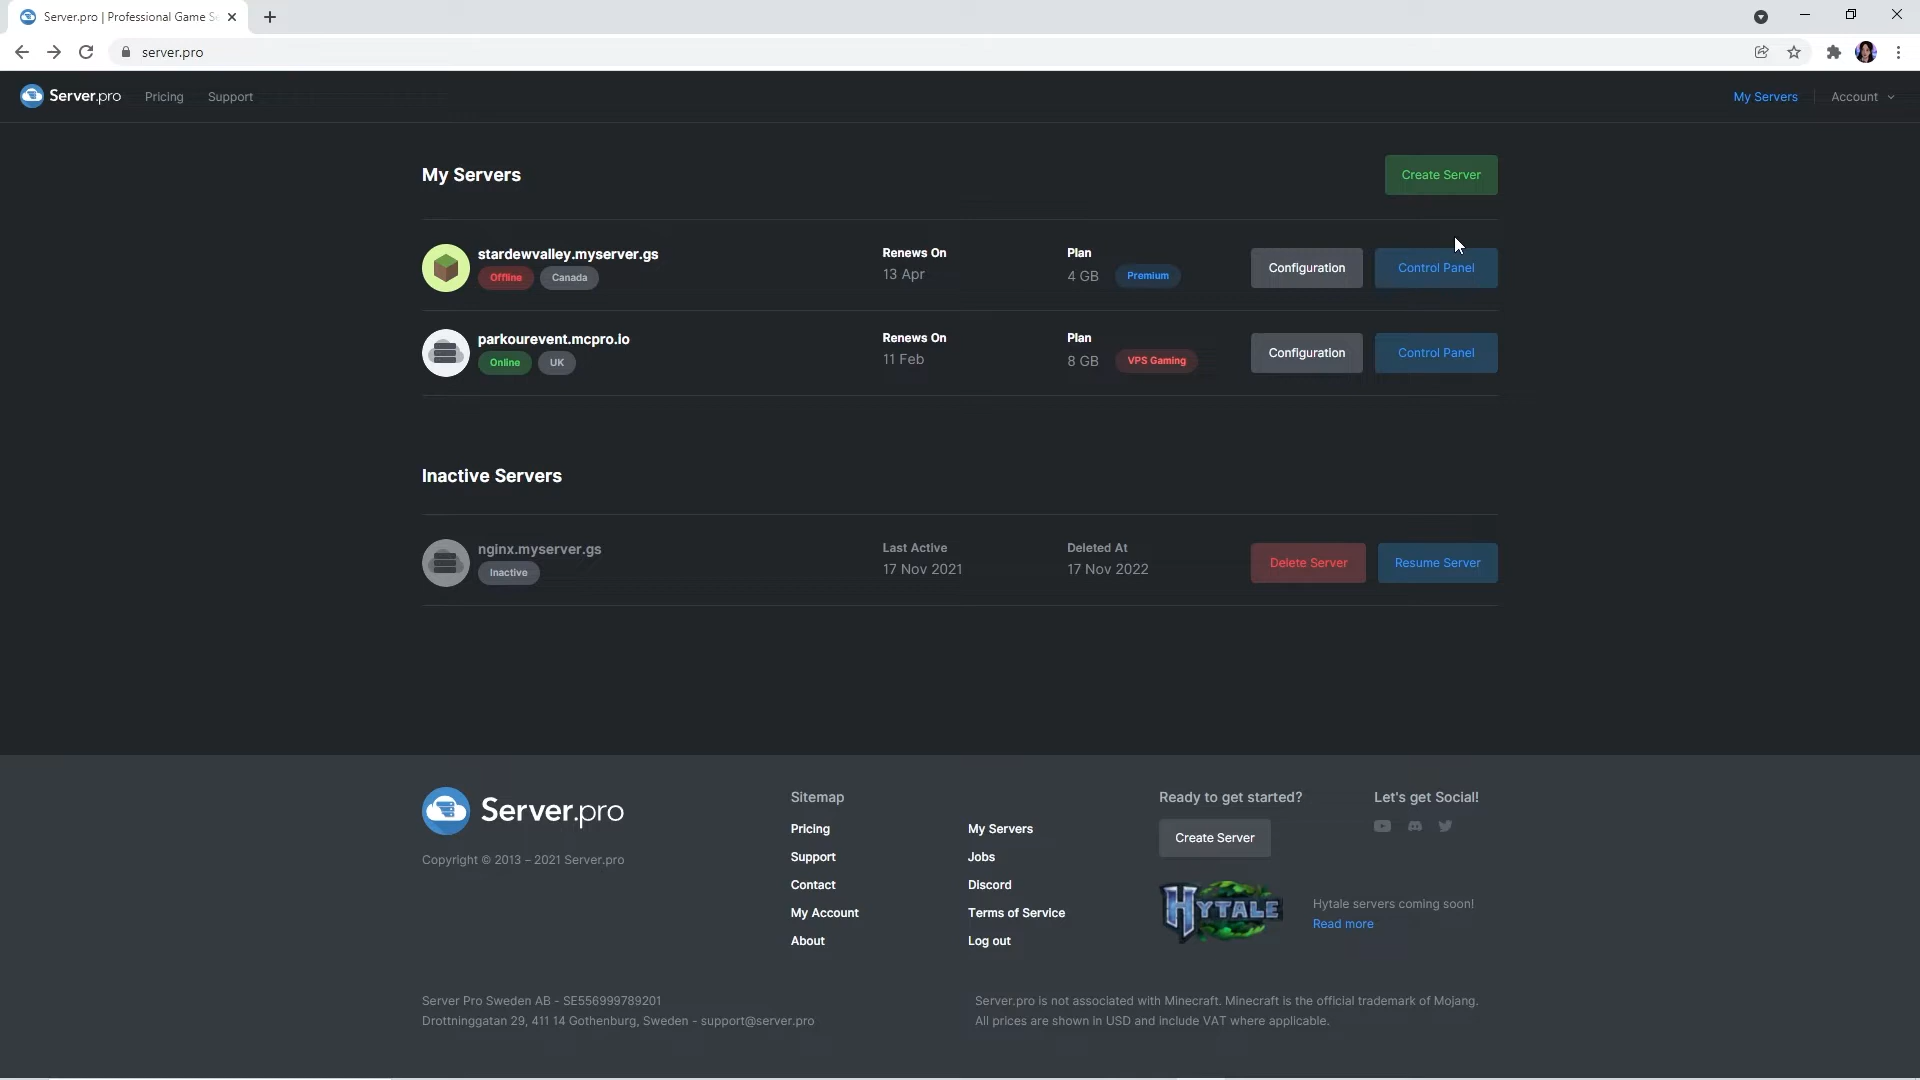 Server.pro | Professional Game S
server.pro
Server.pro Pricing Support My Servers Account
My Servers Create Server
stardewvalley.myserver.gs
Offline Canada
Renews On
13 Apr
Plan
4 GB Premium
Configuration Control Panel
parkourevent.mcpro.io
Online UK
Renews On
11 Feb
Plan
8 GB VPS Gaming
Configuration Control Panel
Inactive Servers
nginx.myserver.gs
Inactive
Last Active
17 Nov 2021
Deleted At
17 Nov 2022
Delete Server Resume Server
Server.pro
Copyright © 2013 – 2021 Server.pro
Sitemap
Pricing
Support
Contact
My Account
About
My Servers
Jobs
Discord
Terms of Service
Log out
Ready to get started?
Create Server
Let's get Social!
HYTALE
Hytale servers coming soon!
Read more
Server Pro Sweden AB - SE556999789201
Drottninggatan 29, 411 14 Gothenburg, Sweden - support@server.pro
Server.pro is not associated with Minecraft. Minecraft is the official trademark of Mojang.
All prices are shown in USD and include VAT where applicable.